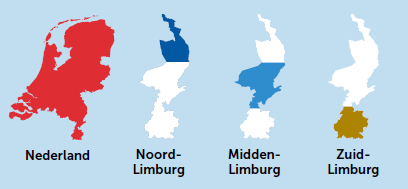 Nederland
Noord-
Limburg
Midden-
Limburg
Zuid-
Limburg